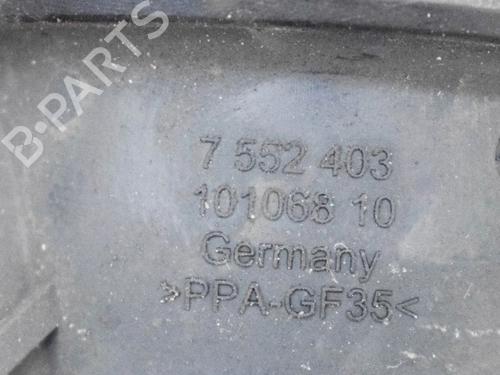 B-PARTS
7 552 403
101068 10
Germany
>PPA-GF35<